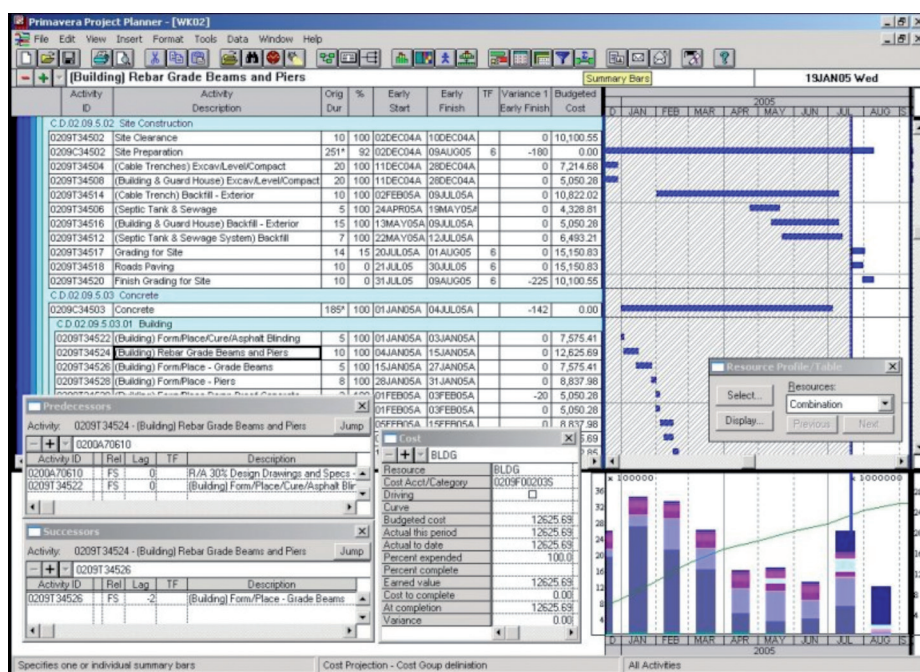 Primavera Project Planner - [WK02]
File Edit View Insert Format Tools Data Window Help
(Building) Rebar Grade Beams and Piers
Summary Bars
19JAN05 Wed
Activity ID Activity Description Orig Dur % Early Start Early Finish TF Variance 1 Early Finish Budgeted Cost
2005
D JAN FEB MAR APR MAY JUN JUL AUG S
C.D.02.09.5.02 Site Construction
0209T34502 Site Clearance 10 100 02DEC04A 10DEC04A 0 10,100.55
0209C34502 Site Preparation 251* 92 02DEC04A 09AUG05 6 -180 0.00
0209T34504 (Cable Trenches) Excav/Level/Compact 20 100 11DEC04A 28DEC04A 0 7,214.68
0209T34508 (Building & Guard House) Excav/Level/Compact 20 100 11DEC04A 28DEC04A 0 5,050.28
0209T34514 (Cable Trench) Backfill - Exterior 10 100 02FEB05A 09JUL05A 0 10,822.02
0209T34506 (Septic Tank & Sewage 5 100 24APR05A 19MAY05A 0 4,328.81
0209T34516 (Building & Guard House) Backfill - Exterior 15 100 13MAY05A 09JUL05A 0 5,050.28
0209T34512 (Septic Tank & Sewage System) Backfill 7 100 22MAY05A 12JUL05A 0 6,493.21
0209T34517 Grading for Site 14 15 20JUL05A 01AUG05 6 0 15,150.83
0209T34518 Roads Paving 10 0 21JUL05 30JUL05 6 0 15,150.83
0209T34520 Finish Grading for Site 10 0 31JUL05 09AUG05 6 -225 10,100.55
C.D.02.09.5.03 Concrete
0209C34503 Concrete 185* 100 01JAN05A 04JUL05A -142 0.00
C.D.02.09.5.03.01 Building
0209T34522 (Building) Form/Place/Cure/Asphalt Blinding 5 100 01JAN05A 03JAN05A 0 7,575.41
0209T34524 (Building) Rebar Grade Beams and Piers 10 100 04JAN05A 15JAN05A 0 12,625.69
0209T34526 (Building) Form/Place - Grade Beams 5 100 15JAN05A 27JAN05A 0 7,575.41
0209T34528 (Building) Form/Place - Piers 8 100 28JAN05A 31JAN05A 0 8,837.98
100 01FEB05A 03FEB05A -20 5,050.28
01FEB05A 03FEB05A 0 5,050.28
15FEB05A 0 8,837.98
Resource Profile/Table
Select...
Resources:
Combination
Display...
Previous Next
Predecessors
Activity: 0209T34524 - (Building) Rebar Grade Beams and Piers Jump
0200A70610
Activity ID Rel Lag TF Description
0200A70610 FS 0 R/A 30% Design Drawings and Specs -
0209T34522 FS 0 (Building) Form/Place/Cure/Asphalt Blin
Successors
Activity: 0209T34524 - (Building) Rebar Grade Beams and Piers Jump
0209T34526
Activity ID Rel Lag TF Description
0209T34526 FS -2 (Building) Form/Place - Grade Beams
Cost
BLDG
Resource BLDG
Cost Acct/Category 0209F00203S
Driving
Curve
Budgeted cost 12625.69
Actual this period 12625.69
Actual to date 12625.69
Percent expended 100.0
Percent complete
Earned value 12625.69
Cost to complete 0.00
At completion 12625.69
Variance 0.00
x 100000 x 1000000
36
32
28
24
20
16
12
8
4
D JAN FEB MAR APR MAY JUN JUL AUG S
2005
Specifies one or individual summary bars
Cost Projection - Cost Goup deliniation
All Activities